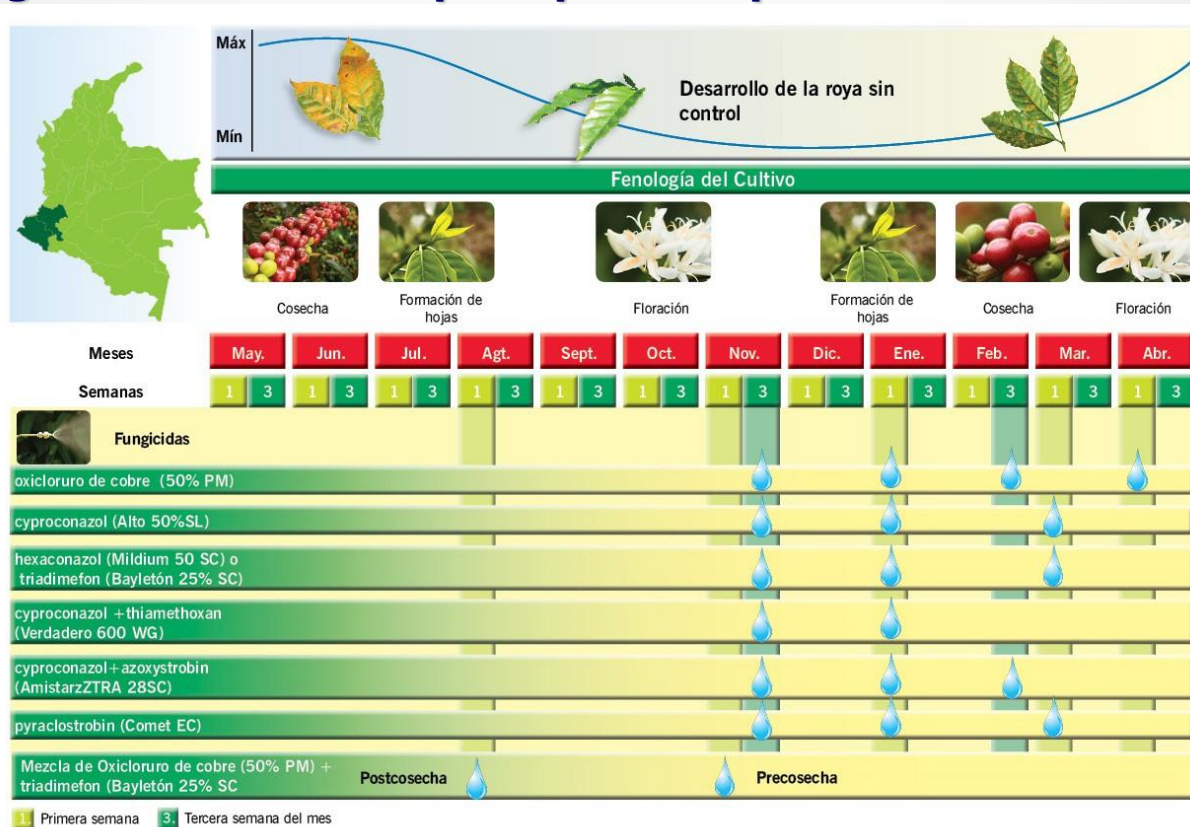 Máx
Mín
Desarrollo de la roya sin
control
Fenología del Cultivo
Cosecha
Formación de
hojas
Floración
Formación de
hojas
Cosecha
Floración
Meses
May. Jun. Jul. Agt. Sept. Oct. Nov. Dic. Ene. Feb. Mar. Abr.
Semanas
1 3 1 3 1 3 1 3 1 3 1 3 1 3 1 3 1 3 1 3 1 3 1 3
Fungicidas
oxicloruro de cobre (50% PM)
cyproconazol (Alto 50%SL)
hexaconazol (Mildium 50 SC) o
triadimefon (Bayletón 25% SC)
cyproconazol +thiamethoxan
(Verdadero 600 WG)
cyproconazol+azoxystrobin
(AmistarzZTRA 28SC)
pyraclostrobin (Comet EC)
Mezcla de Oxicloruro de cobre (50% PM) +
triadimefon (Bayletón 25% SC
Postcosecha
Precosecha
1. Primera semana 3. Tercera semana del mes